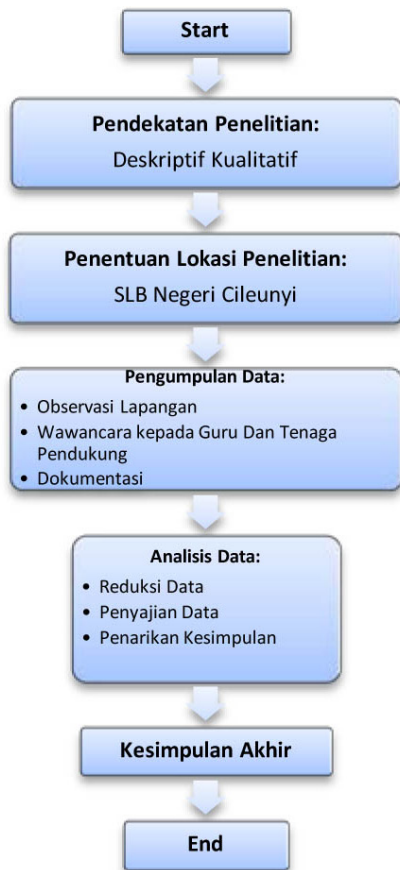 Start
Pendekatan Penelitian:
Deskriptif Kualitatif
Penentuan Lokasi Penelitian:
SLB Negeri Cileunyi
Pengumpulan Data:
• Observasi Lapangan
• Wawancara kepada Guru Dan Tenaga
Pendukung
• Dokumentasi
Analisis Data:
• Reduksi Data
• Penyajian Data
• Penarikan Kesimpulan
Kesimpulan Akhir
End